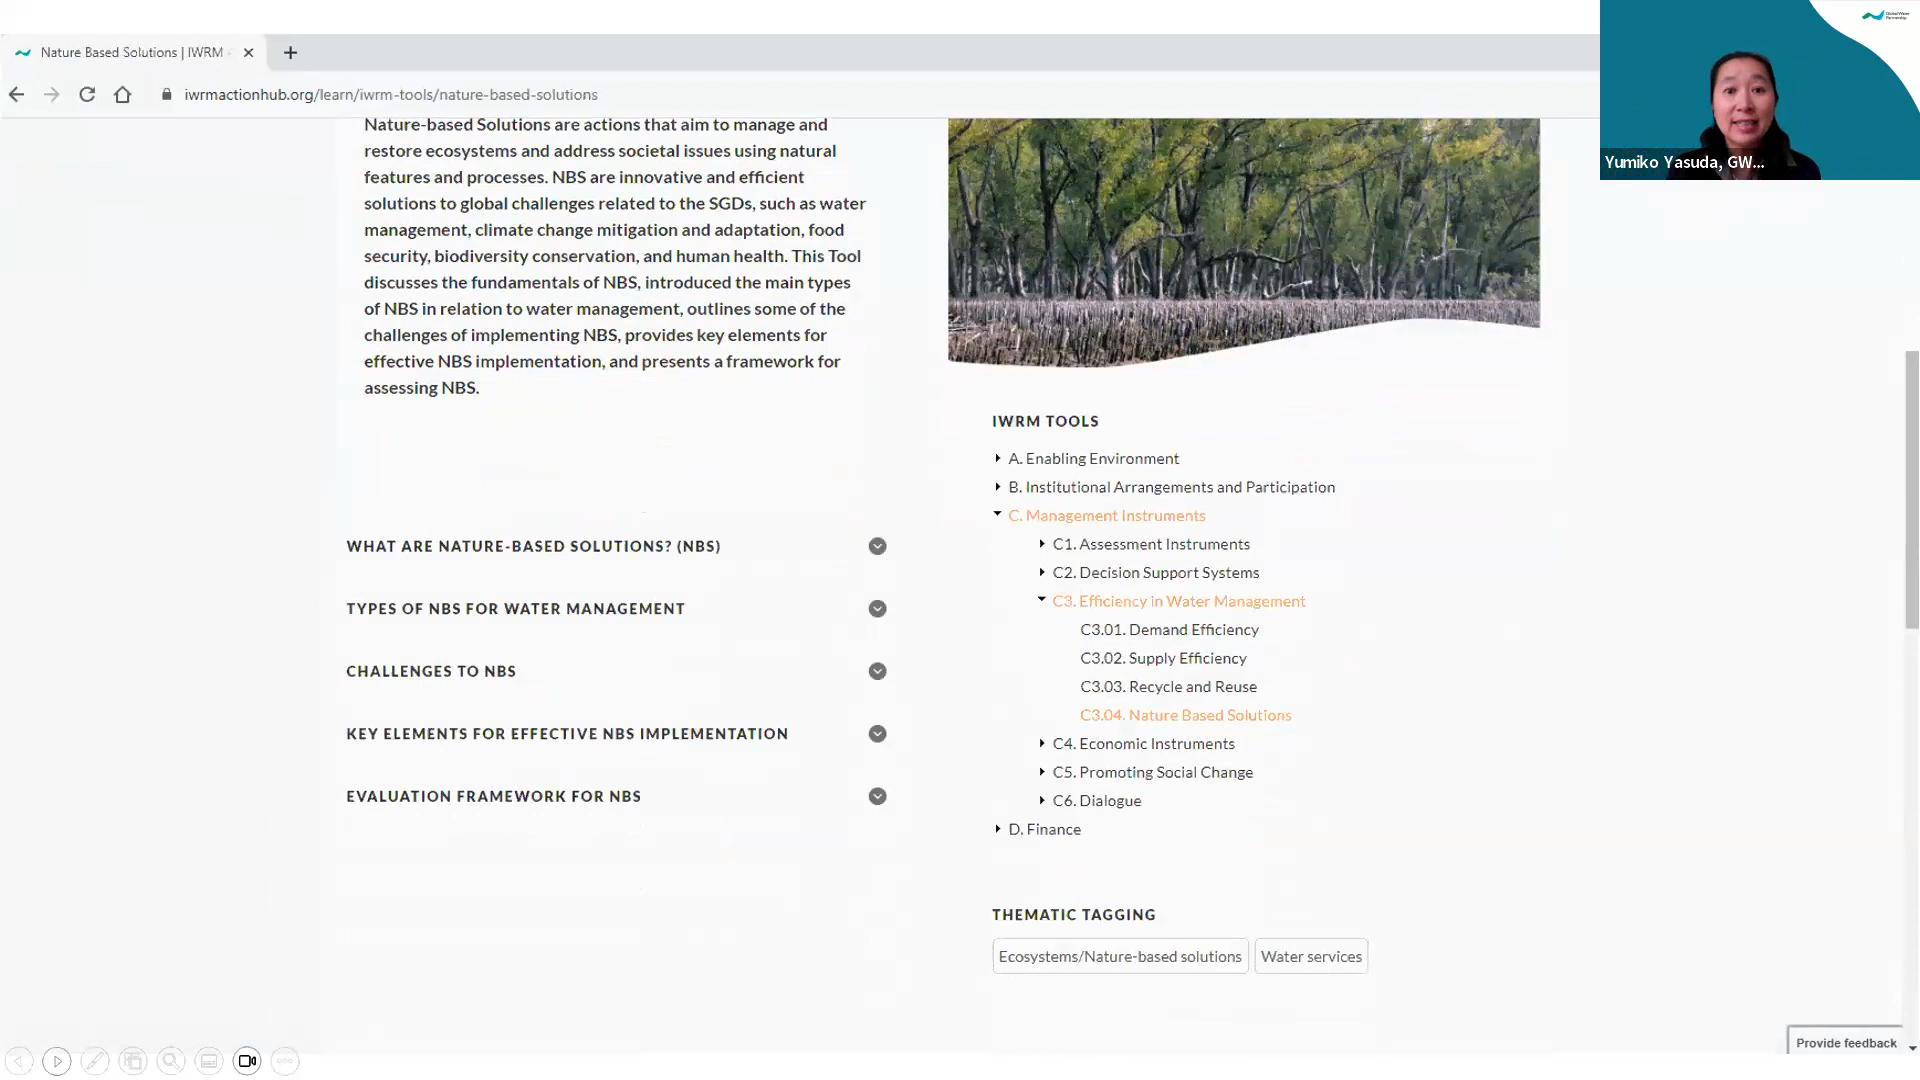 Nature Based Solutions | IWRM
iwrmactionhub.org/learn/iwrm-tools/nature-based-solutions
Yumiko Yasuda, GW...
Nature-based Solutions are actions that aim to manage and
restore ecosystems and address societal issues using natural
features and processes. NBS are innovative and efficient
solutions to global challenges related to the SGDs, such as water
management, climate change mitigation and adaptation, food
security, biodiversity conservation, and human health. This Tool
discusses the fundamentals of NBS, introduced the main types
of NBS in relation to water management, outlines some of the
challenges of implementing NBS, provides key elements for
effective NBS implementation, and presents a framework for
assessing NBS.
WHAT ARE NATURE-BASED SOLUTIONS? (NBS)
TYPES OF NBS FOR WATER MANAGEMENT
CHALLENGES TO NBS
KEY ELEMENTS FOR EFFECTIVE NBS IMPLEMENTATION
EVALUATION FRAMEWORK FOR NBS
IWRM TOOLS
A. Enabling Environment
B. Institutional Arrangements and Participation
C. Management Instruments
C1. Assessment Instruments
C2. Decision Support Systems
C3. Efficiency in Water Management
C3.01. Demand Efficiency
C3.02. Supply Efficiency
C3.03. Recycle and Reuse
C3.04. Nature Based Solutions
C4. Economic Instruments
C5. Promoting Social Change
C6. Dialogue
D. Finance
THEMATIC TAGGING
Ecosystems/Nature-based solutions
Water services
Provide feedback